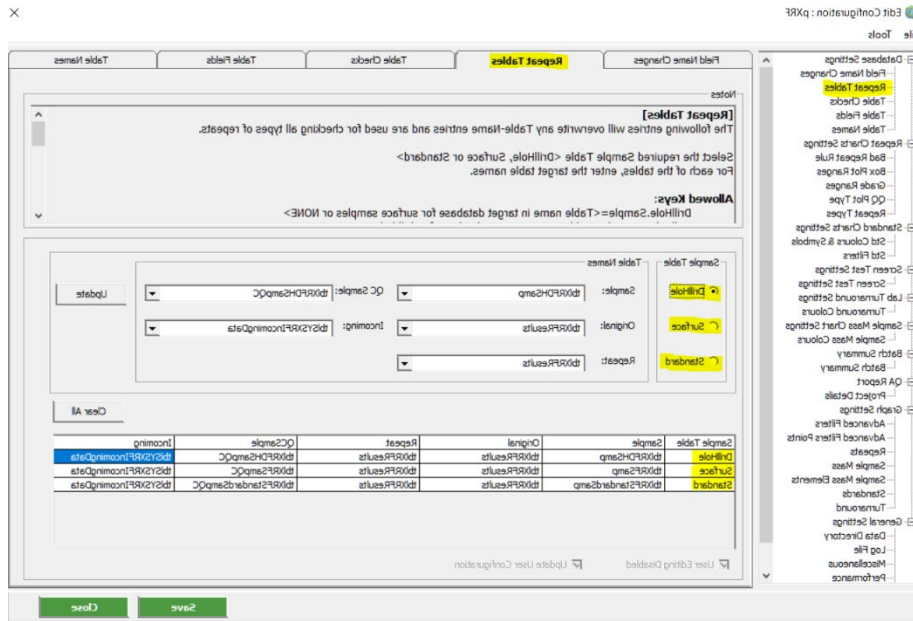 Edit Configuration : pXRF
Tools
Database Settings
Field Name Changes
Repeat Tables
Table Checks
Table Fields
Table Names
Repeat Charts Settings
Bad Repeat Rule
Box Plot Ranges
Grade Ranges
QQ Plot Type
Repeat Types
Standard Charts Settings
Std Colours & Symbols
Std Filters
Screen Test Settings
Screen Test Settings
Lab Turnaround Settings
Turnaround Colours
Sample Mass Chart Settings
Sample Mass Colours
Batch Summary
Batch Summary
QA Report
Project Details
Graph Settings
Advanced Filters
Advanced Filters Points
Repeats
Sample Mass
Sample Mass Elements
Standards
Turnaround
General Settings
Data Directory
Log File
Miscellaneous
Performance
Field Name Changes Repeat Tables Table Checks Table Fields Table Names
Notes
[Repeat Tables]
The following entries will overwrite any Table-Name entries and are used for checking all types of repeats.
Select the required Sample Table <DrillHole, Surface or Standard>
For each of the tables, enter the target table names.
Allowed Keys:
DrillHole.Sample=<Table name in target database for surface samples or NONE>
Sample Table Table Names
DrillHole Sample: tblXRFDHSamp QC Sample: tblXRFDHSampQC Update
Surface Original: tblXRFResults Incoming: tblSYSXRFIncomingData
Standard Repeat: tblXRFResults
Clear All
Sample Table Sample Original Repeat QCSample Incoming
DrillHole tblXRFDHSamp tblXRFResults tblXRFResults tblXRFDHSampQC tblSYSXRFIncomingData
Surface tblXRFSamp tblXRFResults tblXRFResults tblXRFSampQC tblSYSXRFIncomingData
Standard tblXRFStandardSamp tblXRFResults tblXRFResults tblXRFStandardSampQC tblSYSXRFIncomingData
User Editing Disabled Update User Configuration
Save Close